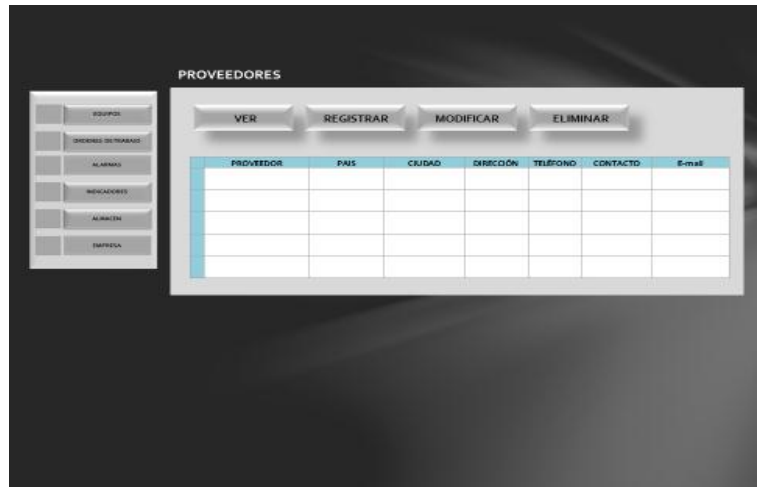 PROVEEDORES
EQUIPOS
ORDENES DE TRABAJO
ALARMAS
INDICADORES
ALMACÉN
EMPRESA
VER REGISTRAR MODIFICAR ELIMINAR
PROVEEDOR PAIS CIUDAD DIRECCIÓN TELÉFONO CONTACTO E-mail